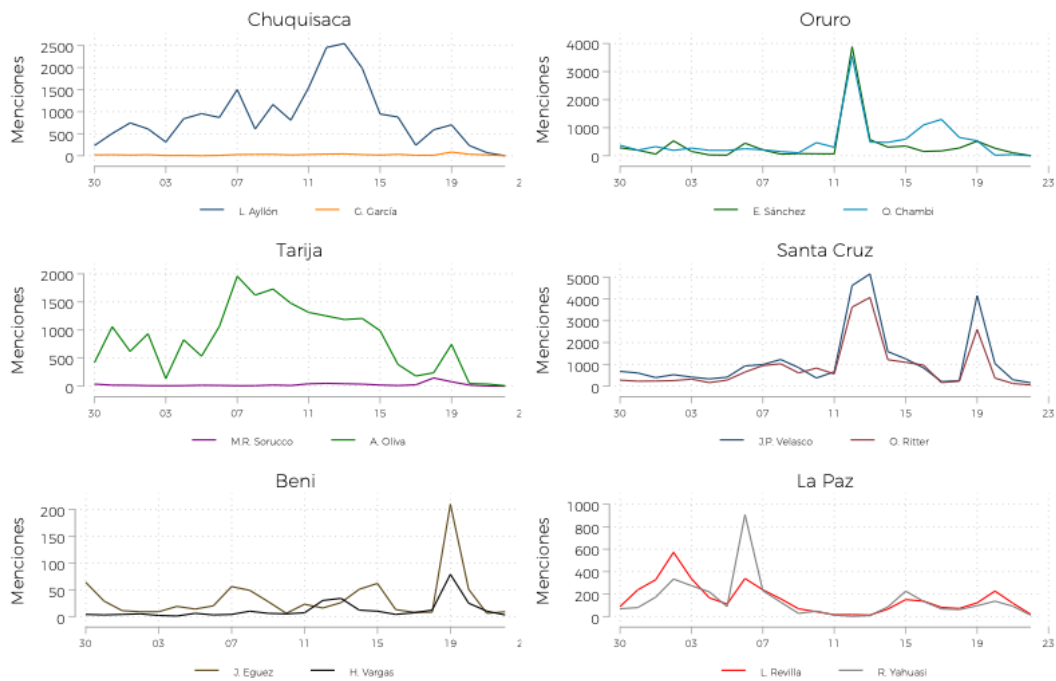 Chuquisaca
Menciones
2500
2000
1500
1000
500
0
30 03 07 11 15 19 2
L. Ayllón G. García
Oruro
Menciones
4000
3000
2000
1000
0
30 03 07 11 15 19 23
E. Sánchez O. Chambi
Tarija
Menciones
2000
1500
1000
500
0
30 03 07 11 15 19 2
M.R. Sorucco A. Oliva
Santa Cruz
Menciones
5000
4000
3000
2000
1000
0
30 03 07 11 15 19 23
J.P. Velasco O. Ritter
Beni
Menciones
200
150
100
50
0
30 03 07 11 15 19 2
J. Eguez H. Vargas
La Paz
Menciones
1000
800
600
400
200
0
30 03 07 11 15 19 23
L. Revilla R. Yahuasi